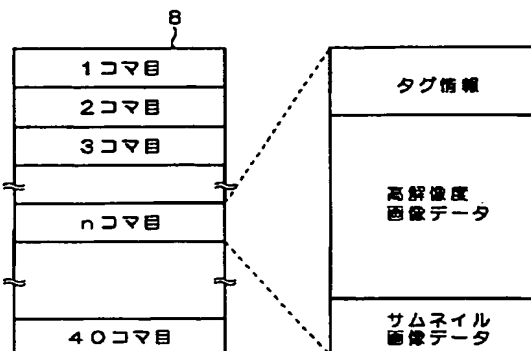 8
1コマ目
2コマ目
3コマ目
nコマ目
40コマ目
タグ情報
高解像度
画像データ
サムネイル
画像データ